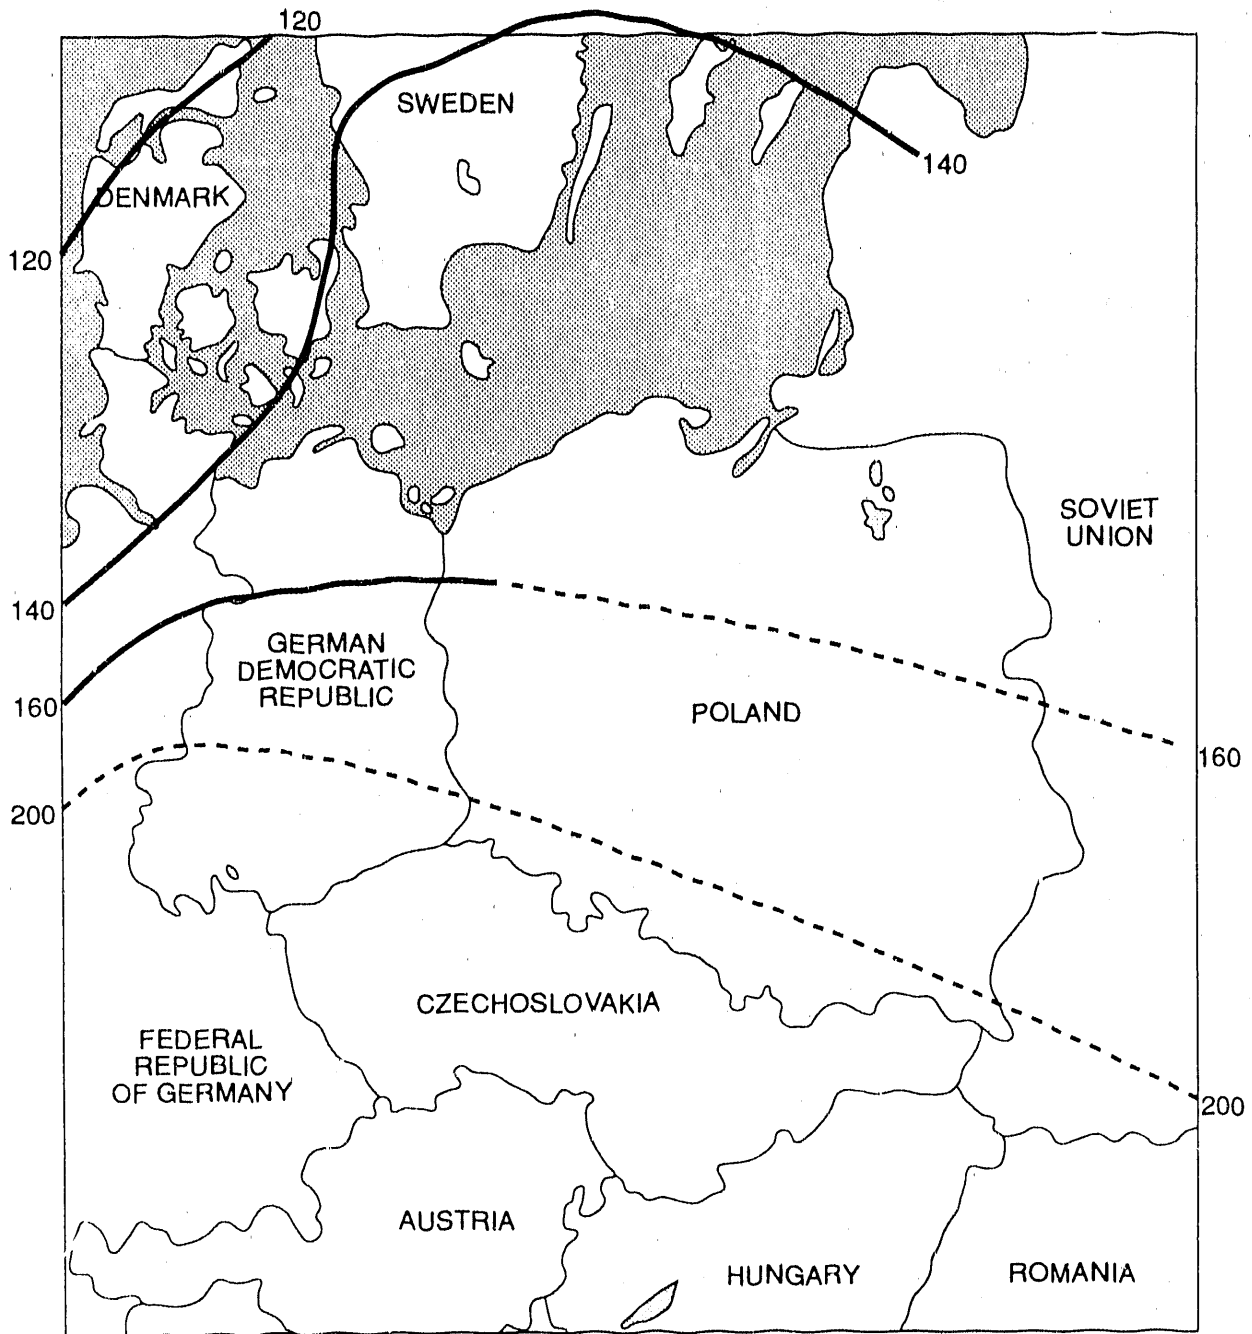 120
SWEDEN
140
DENMARK
120
SOVIET
UNION
140
GERMAN
DEMOCRATIC
REPUBLIC
160
POLAND
160
200
CZECHOSLOVAKIA
FEDERAL
REPUBLIC
OF GERMANY
200
AUSTRIA
HUNGARY
ROMANIA